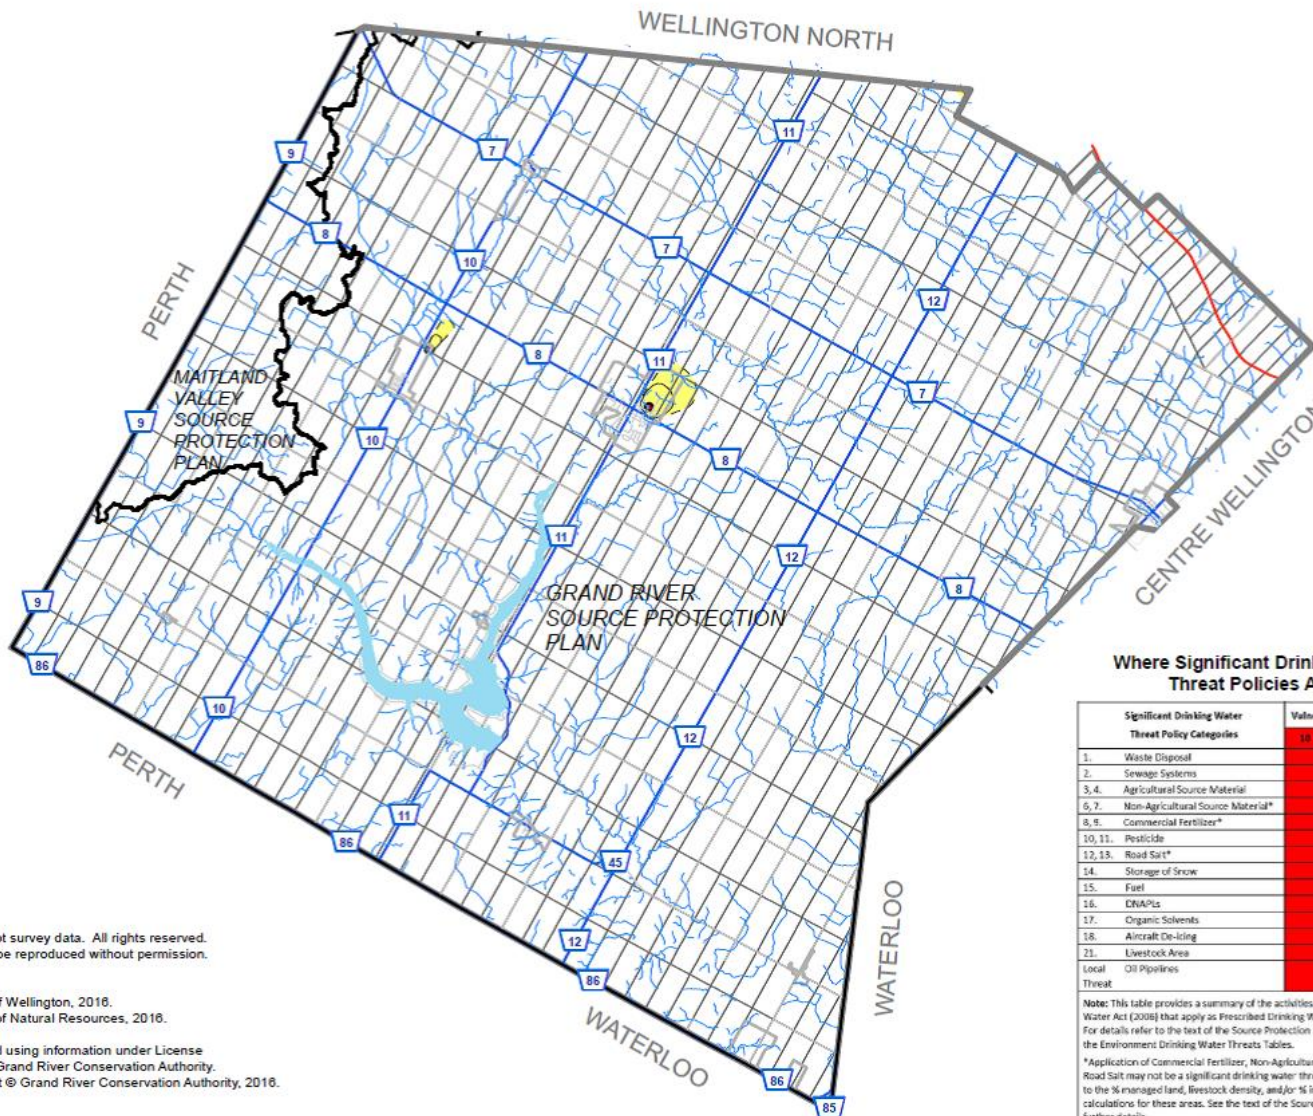 WELLINGTON NORTH
11
9
7
8
10
7
12
PERTH
11
8
7
MAITLAND
VALLEY
SOURCE
PROTECTION
PLAN
9
10
8
CENTRE WELLINGTON
11
12
GRAND RIVER
SOURCE PROTECTION
PLAN
8
9
86
10
12
PERTH
11
86
45
12
86
WATERLOO
WATERLOO
86
85
Where Significant Drin
Threat Policies A
Significant Drinking Water
Threat Policy Categories
Vuln
10
1. Waste Disposal
2. Sewage Systems
3, 4. Agricultural Source Material
6, 7. Non-Agricultural Source Material*
8, 9. Commercial Fertilizer*
10, 11. Pesticide
12, 13. Road Salt*
14. Storage of Snow
15. Fuel
16. DNAPLs
17. Organic Solvents
18. Aircraft De-icing
21. Livestock Area
Local Oil Pipelines
Threat
Note: This table provides a summary of the activities
Water Act (2006) that apply as Prescribed Drinking W
For details refer to the text of the Source Protection
the Environment Drinking Water Threats Tables.
*Application of Commercial Fertilizer, Non-Agricultur
Road Salt may not be a significant drinking water thr
to the % managed land, livestock density, and/or % i
calculations for these areas. See the text of the Sour
further details
t survey data. All rights reserved.
be reproduced without permission.
f Wellington, 2016.
of Natural Resources, 2016.
d using information under License
Grand River Conservation Authority.
t © Grand River Conservation Authority, 2016.